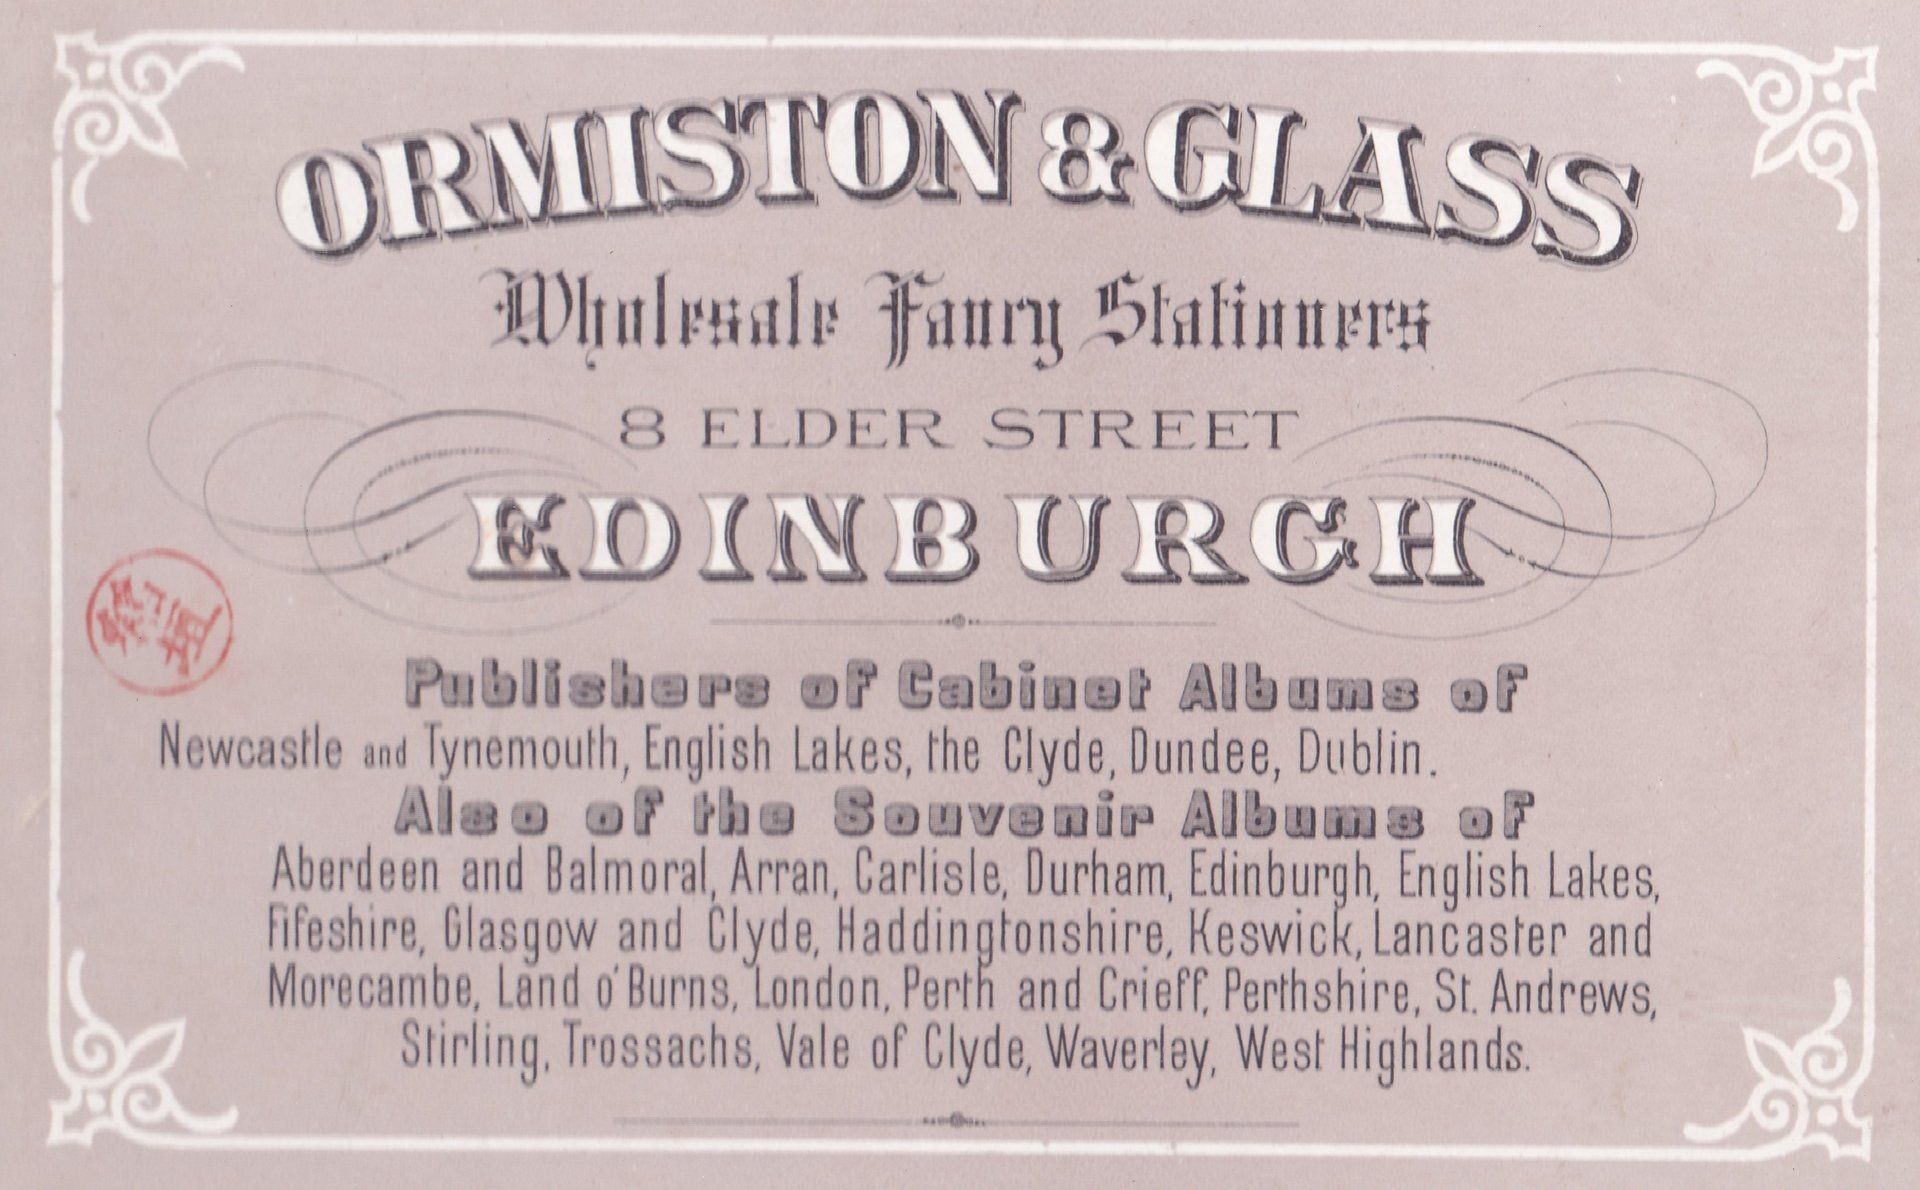 ORMISTON & GLASS
Wholesale Fancy Stationers
8 ELDER STREET
EDINBURGH
Publishers of Cabinet Albums of
Newcastle and Tynemouth, English Lakes, the Clyde, Dundee, Dublin.
Also of the Souvenir Albums of
Aberdeen and Balmoral, Arran, Carlisle, Durham, Edinburgh, English Lakes,
Fifeshire, Glasgow and Clyde, Haddingtonshire, Keswick, Lancaster and
Morecambe, Land o' Burns, London, Perth and Crieff, Perthshire, St. Andrews,
Stirling, Trossachs, Vale of Clyde, Waverley, West Highlands.